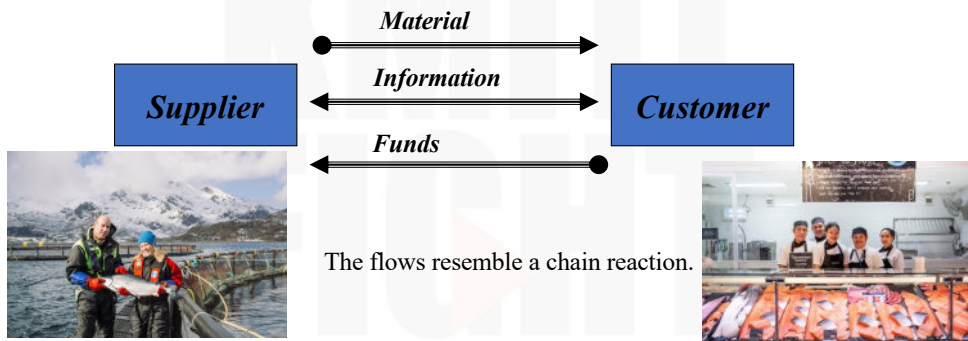 Material
Supplier
Information
Customer
Funds
The flows resemble a chain reaction.